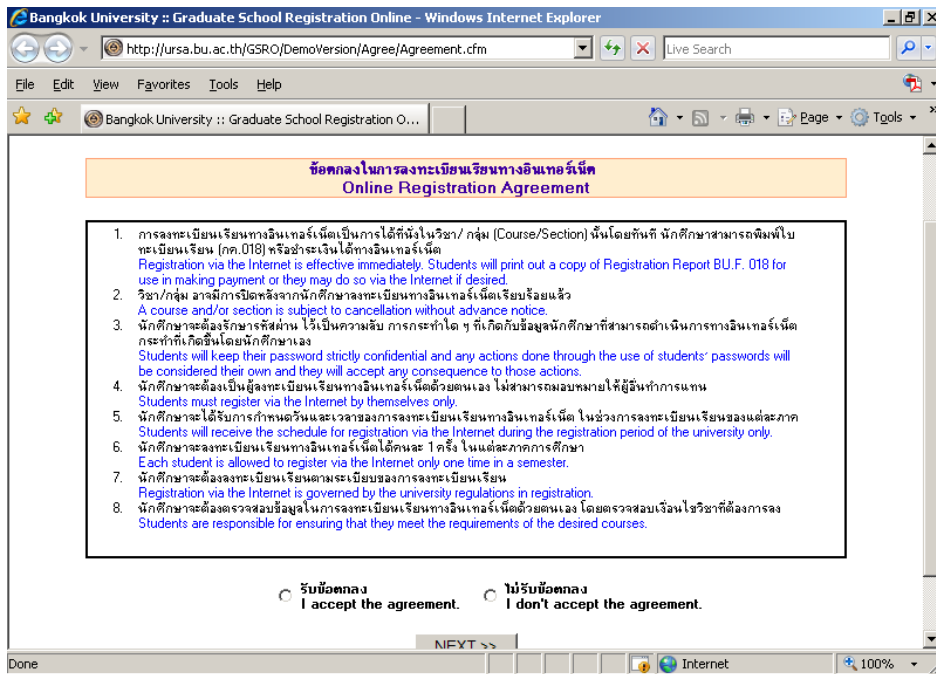 Bangkok University :: Graduate School Registration Online - Windows Internet Explorer
http://ursa.bu.ac.th/GSRO/DemoVersion/Agree/Agreement.cfm
Live Search
File Edit View Favorites Tools Help
Bangkok University :: Graduate School Registration O...
Page Tools
ข้อตกลงในการลงทะเบียนเรียนทางอินเทอร์เน็ต
Online Registration Agreement
1. การลงทะเบียนเรียนทางอินเทอร์เน็ตเป็นการได้ที่นั่งในวิชา/ กลุ่ม (Course/Section) นั้นโดยทันที นักศึกษาสามารถพิมพ์ใบ
ทะเบียนเรียน (กค.018) หรือชำระเงินได้ทางอินเทอร์เน็ต
Registration via the Internet is effective immediately. Students will print out a copy of Registration Report BU.F. 018 for
use in making payment or they may do so via the Internet if desired.
2. วิชา/กลุ่ม อาจมีการปิดหลังจากนักศึกษาลงทะเบียนทางอินเทอร์เน็ตเรียบร้อยแล้ว
A course and/or section is subject to cancellation without advance notice.
3. นักศึกษาจะต้องรักษารหัสผ่าน ไว้เป็นความลับ การกระทำใด ๆ ที่เกิดกับข้อมูลนักศึกษาที่สามารถดำเนินการทางอินเทอร์เน็ต
กระทำที่เกิดขึ้นโดยนักศึกษาเอง
Students will keep their password strictly confidential and any actions done through the use of students' passwords will
be considered their own and they will accept any consequence to those actions.
4. นักศึกษาจะต้องเป็นผู้ลงทะเบียนเรียนทางอินเทอร์เน็ตด้วยตนเอง ไม่สามารถมอบหมายให้ผู้อื่นทำการแทน
Students must register via the Internet by themselves only.
5. นักศึกษาจะได้รับการกำหนดวันและเวลาของการลงทะเบียนเรียนทางอินเทอร์เน็ต ในช่วงการลงทะเบียนเรียนของแต่ละภาค
Students will receive the schedule for registration via the Internet during the registration period of the university only.
6. นักศึกษาจะลงทะเบียนเรียนทางอินเทอร์เน็ตได้คนละ 1 ครั้ง ในแต่ละภาคการศึกษา
Each student is allowed to register via the Internet only one time in a semester.
7. นักศึกษาจะต้องลงทะเบียนเรียนตามระเบียบของการลงทะเบียนเรียน
Registration via the Internet is governed by the university regulations in registration.
8. นักศึกษาจะต้องตรวจสอบข้อมูลในการลงทะเบียนเรียนทางอินเทอร์เน็ตด้วยตนเอง โดยตรวจสอบเงื่อนไขวิชาที่ต้องการลง
Students are responsible for ensuring that they meet the requirements of the desired courses.
รับข้อตกลง ไม่รับข้อตกลง
I accept the agreement. I don't accept the agreement.
NEXT >>
Done Internet 100%